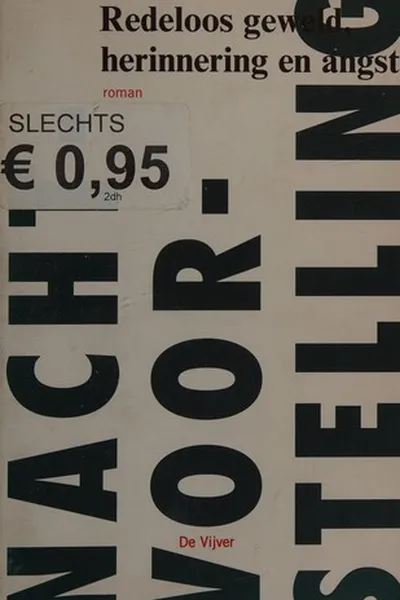 Redeloos geweld,
herinnering en angst
roman
SLECHTS
€ 0,95
2dh
NACHT-
VOOR-
STELLING
De Vijver